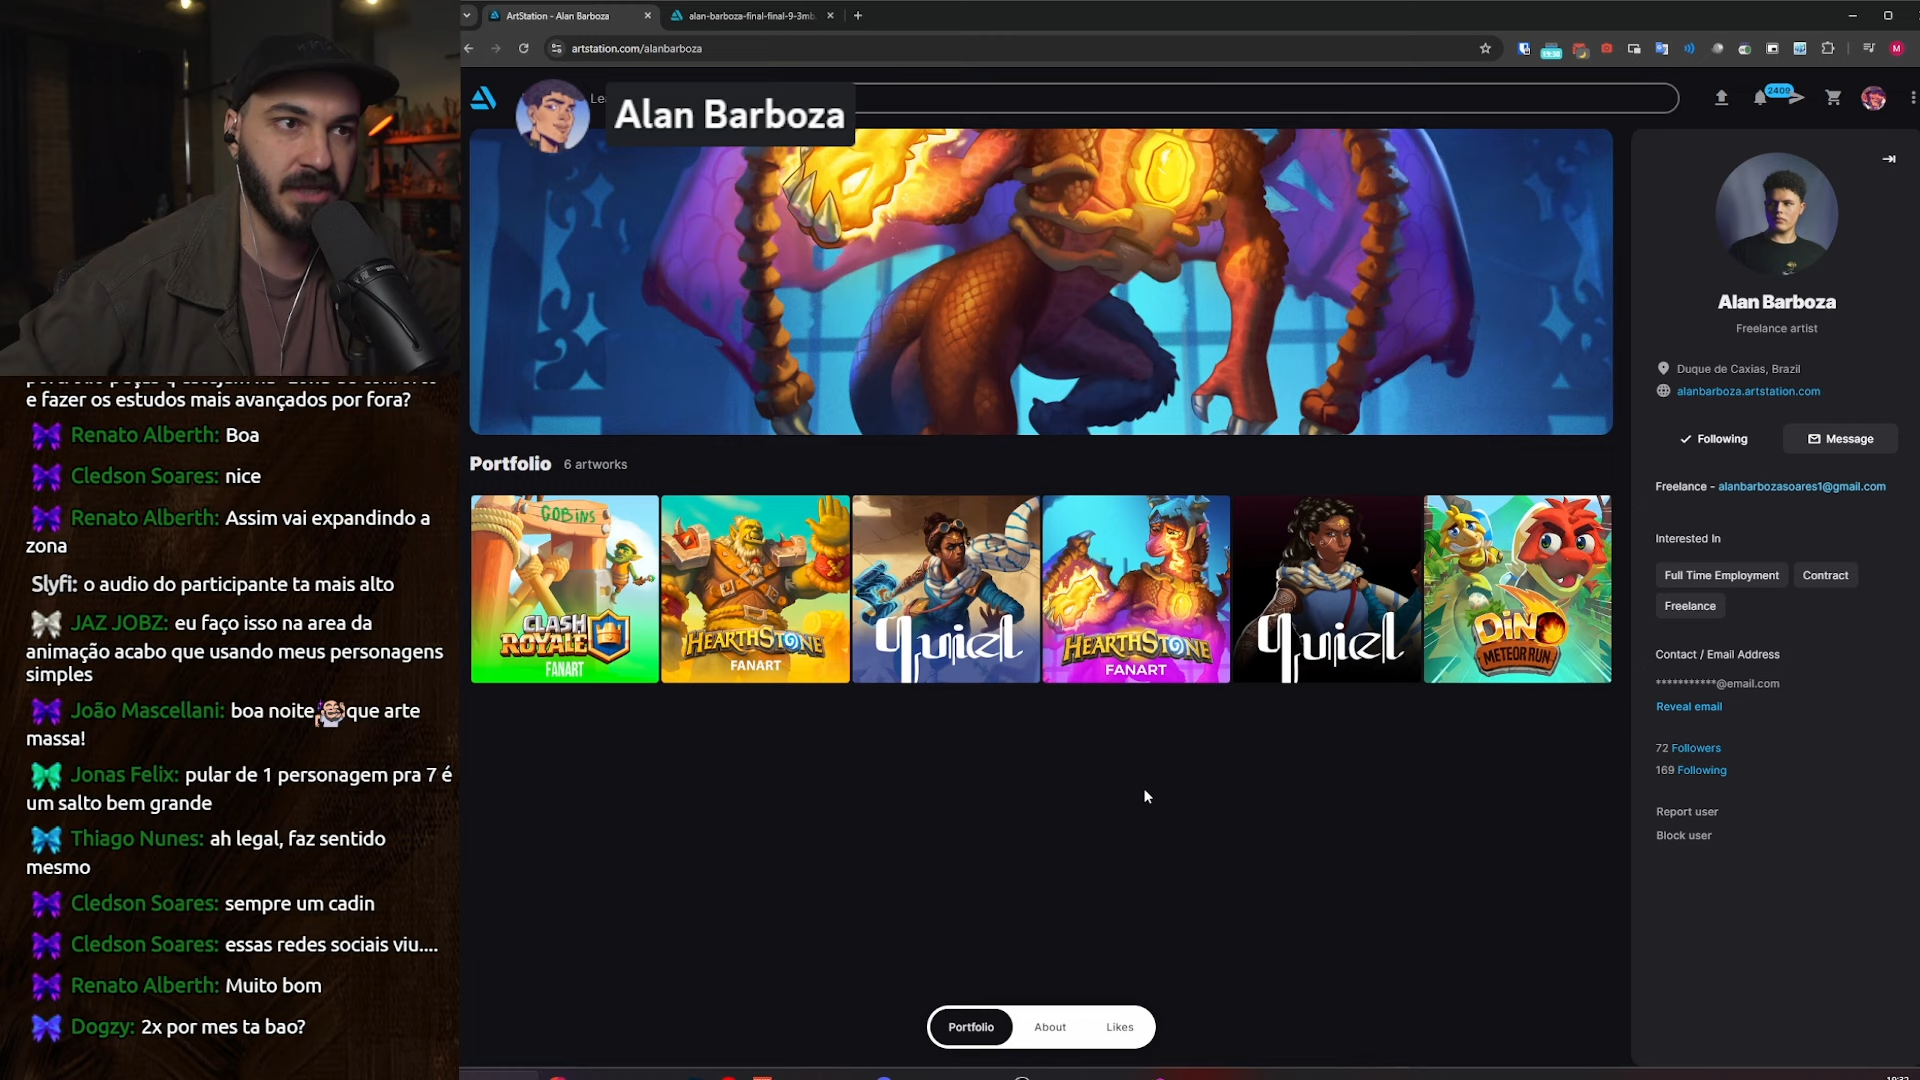 ArtStation - Alan Barboza
alan-barboza-final-final-9-3mb.
artstation.com/alanbarboza
Alan Barboza
2409
M
Portfolio 6 artworks
GOBINS
CLASH
ROYALE
FANART
HEARTHSTONE
FANART
quiel
HEARTHSTONE
FANART
quiel
DINO
METEOR RUN
Portfolio
About
Likes
Alan Barboza
Freelance artist
Duque de Caxias, Brazil
alanbarboza.artstation.com
Following
Message
Freelance - alanbarbozasoares1@gmail.com
Interested In
Full Time Employment
Contract
Freelance
Contact / Email Address
***********@email.com
Reveal email
72 Followers
169 Following
Report user
Block user
e fazer os estudos mais avançados por fora?
Renato Alberth: Boa
Cledson Soares: nice
Renato Alberth: Assim vai expandindo a
zona
Slyfi: o audio do participante ta mais alto
JAZ JOBZ: eu faço isso na area da
animação acabo que usando meus personagens
simples
João Mascellani: boa noite que arte
massa!
Jonas Felix: pular de 1 personagem pra 7 é
um salto bem grande
Thiago Nunes: ah legal, faz sentido
mesmo
Cledson Soares: sempre um cadin
Cledson Soares: essas redes sociais viu....
Renato Alberth: Muito bom
Dogzy: 2x por mes ta bao?